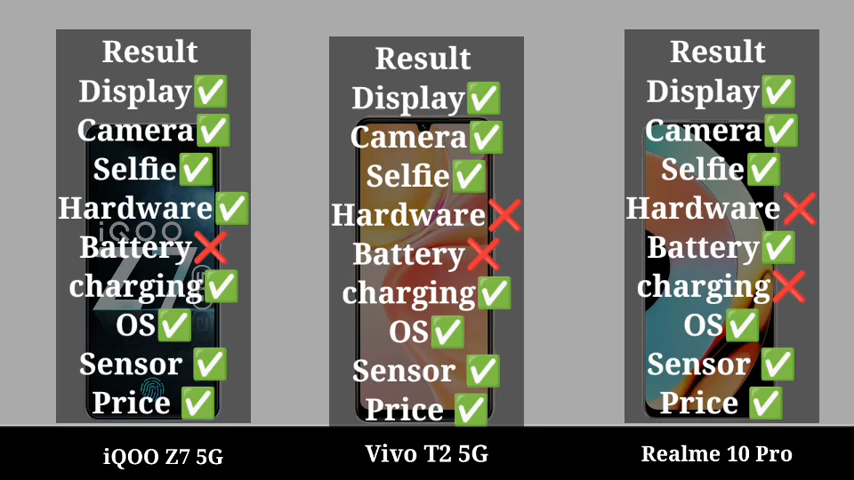 Result
Display✅
Camera✅
Selfie✅
Hardware✅
Battery❌
charging✅
OS✅
Sensor ✅
Price ✅
iQOO
Z7
iQOO Z7 5G
Result
Display✅
Camera✅
Selfie✅
Hardware❌
Battery❌
charging✅
OS✅
Sensor ✅
Price ✅
Vivo T2 5G
Result
Display✅
Camera✅
Selfie✅
Hardware❌
Battery✅
charging❌
OS✅
Sensor ✅
Price ✅
Realme 10 Pro